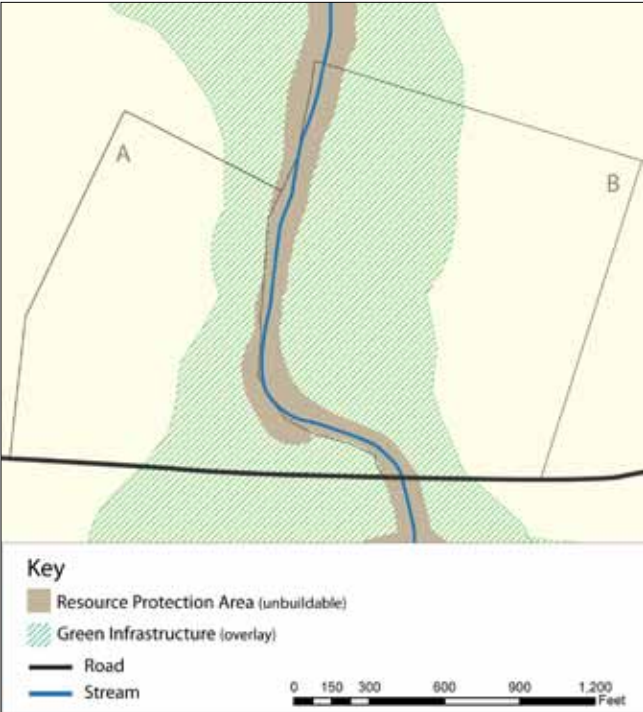 A
B
Key
Resource Protection Area (unbuildable)
Green Infrastructure (overlay)
Road
Stream
0 150 300 600 900 1,200
Feet